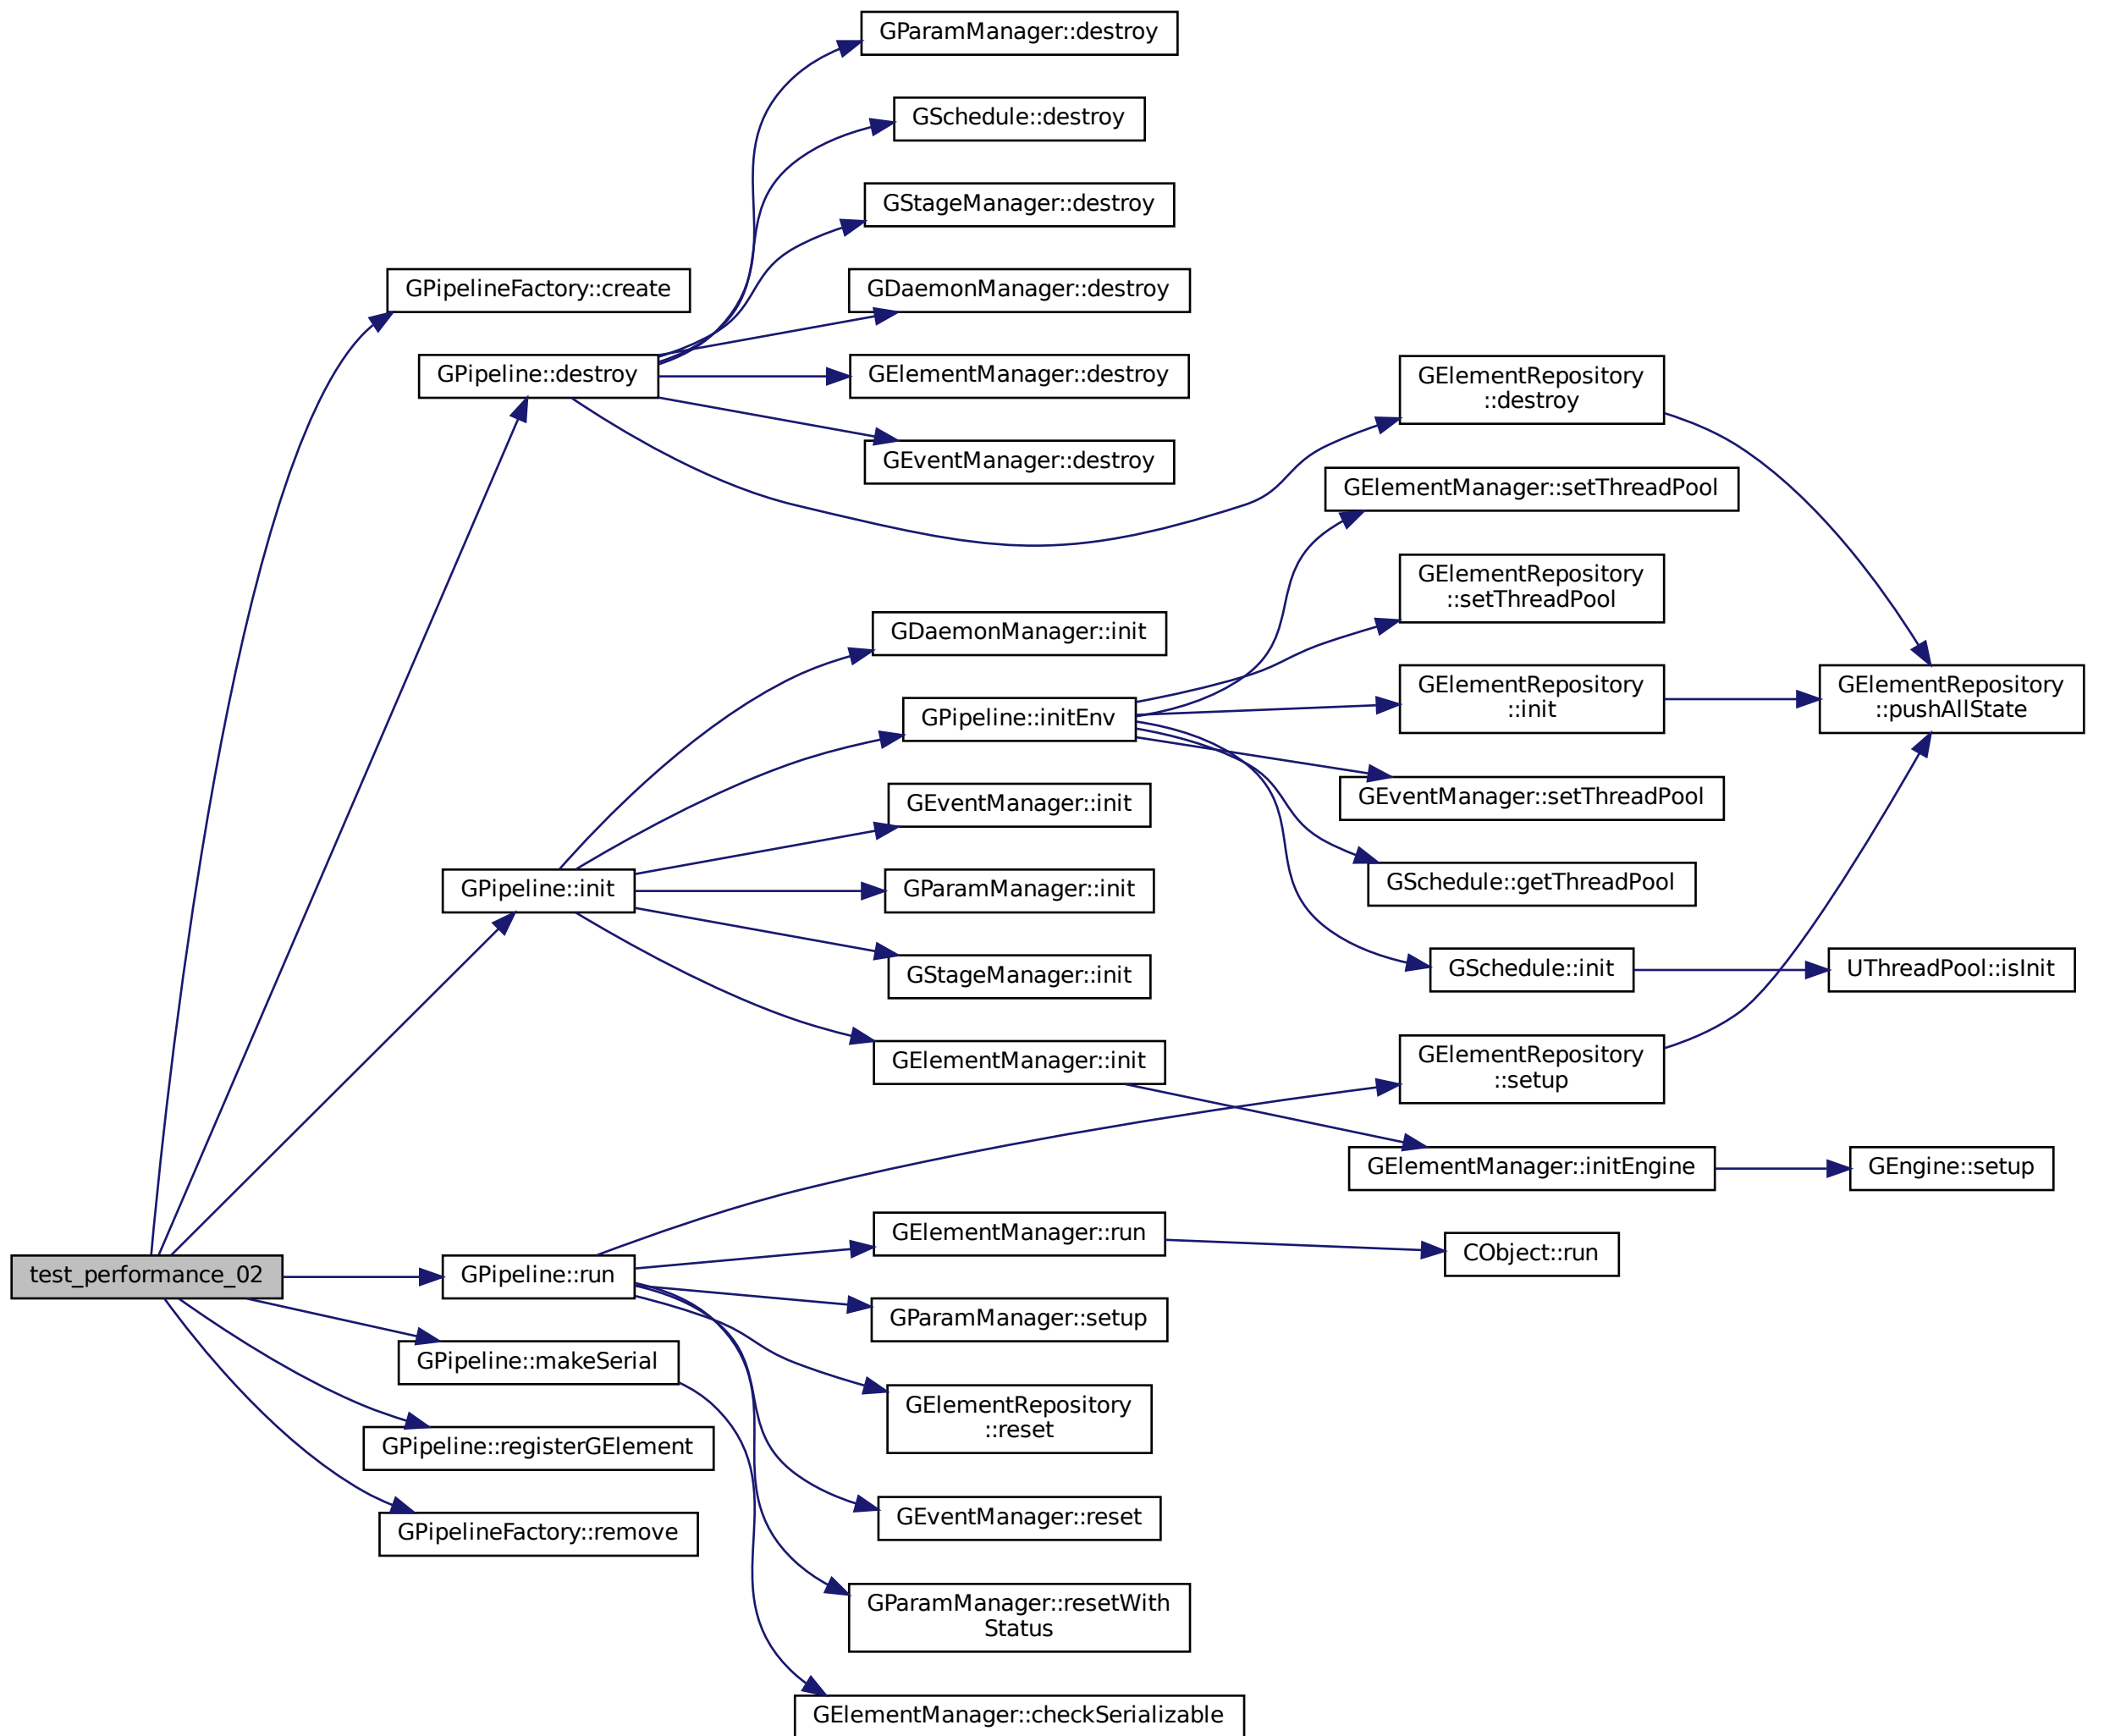 GParamManager::destroy
GSchedule::destroy
GStageManager::destroy
GPipelineFactory::create
GDaemonManager::destroy
GPipeline::destroy
GElementManager::destroy
GElementRepository
::destroy
GEventManager::destroy
GElementManager::setThreadPool
GElementRepository
::setThreadPool
GDaemonManager::init
GPipeline::initEnv
GElementRepository
::init
GElementRepository
::pushAllState
GEventManager::init
GEventManager::setThreadPool
GPipeline::init
GParamManager::init
GSchedule::getThreadPool
GStageManager::init
GSchedule::init
UThreadPool::isInit
GElementManager::init
GElementRepository
::setup
GElementManager::initEngine
GEngine::setup
test_performance_02
GPipeline::run
GElementManager::run
CObject::run
GParamManager::setup
GPipeline::makeSerial
GElementRepository
::reset
GPipeline::registerGElement
GEventManager::reset
GPipelineFactory::remove
GParamManager::resetWith
Status
GElementManager::checkSerializable